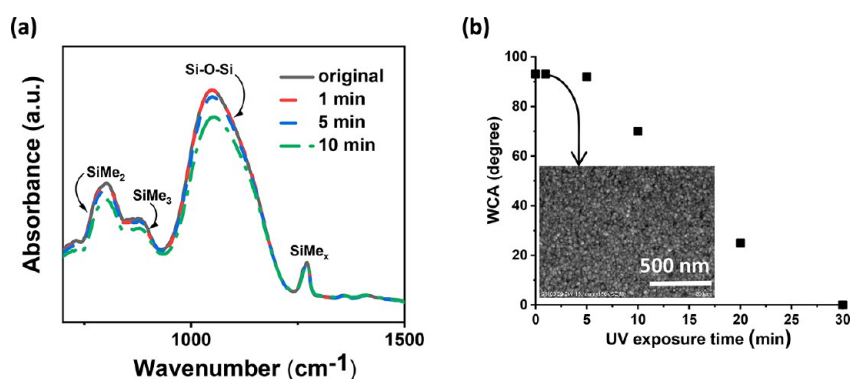 (a)
Absorbance (a.u.)
SiMe2
SiMe3
Si-O-Si
SiMex
original
1 min
5 min
10 min
1000
1500
Wavenumber (cm-1)
(b)
WCA (degree)
100
80
60
40
20
0
500 nm
0
5
10
15
20
25
30
UV exposure time (min)